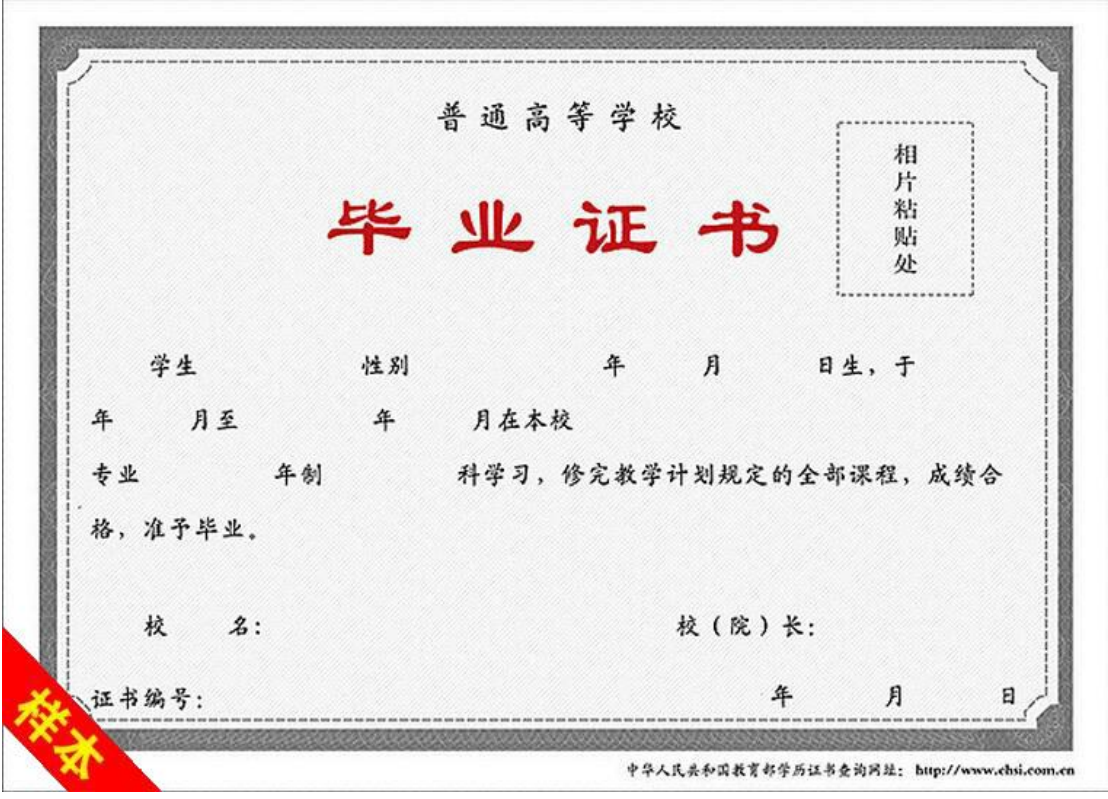 普通高等学校
毕业证书
相片粘贴处
学生 性别 年 月 日生，于
年 月至 年 月在本校
专业 年制 科学习，修完教学计划规定的全部课程，成绩合
格，准予毕业。
校 名： 校（院）长：
证书编号： 年 月 日
样本
中华人民共和国教育部学历证书查询网址： http://www.chsi.com.cn